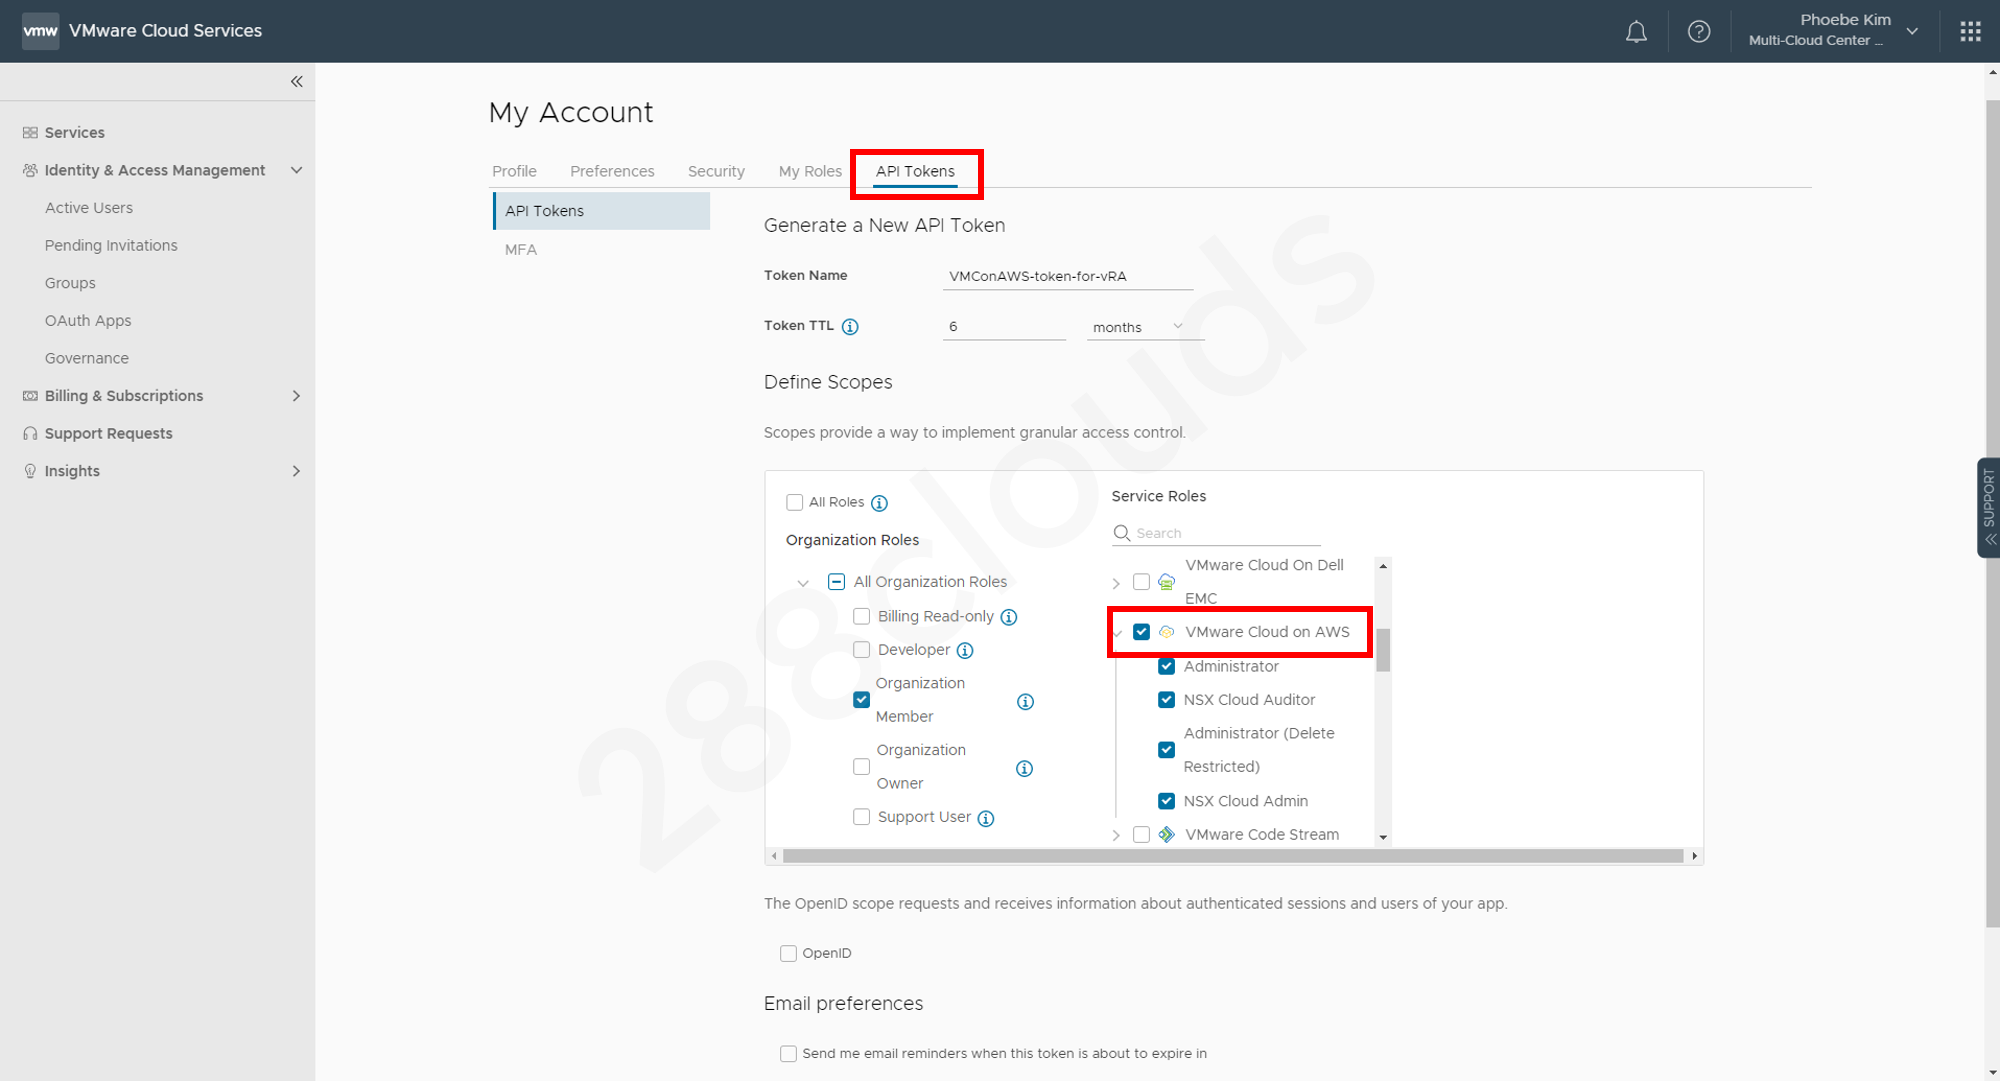 vmw VMware Cloud Services
Phoebe Kim
Multi-Cloud Center ...
Services
Identity & Access Management
Active Users
Pending Invitations
Groups
OAuth Apps
Governance
Billing & Subscriptions
Support Requests
Insights
My Account
Profile Preferences Security My Roles API Tokens
API Tokens
MFA
Generate a New API Token
Token Name VMConAWS-token-for-vRA
Token TTL 6 months
Define Scopes
Scopes provide a way to implement granular access control.
All Roles
Organization Roles
All Organization Roles
Billing Read-only
Developer
Organization
Member
Organization
Owner
Support User
Service Roles
Search
VMware Cloud On Dell
EMC
VMware Cloud on AWS
Administrator
NSX Cloud Auditor
Administrator (Delete
Restricted)
NSX Cloud Admin
VMware Code Stream
The OpenID scope requests and receives information about authenticated sessions and users of your app.
OpenID
Email preferences
Send me email reminders when this token is about to expire in
SUPPORT
288clouds